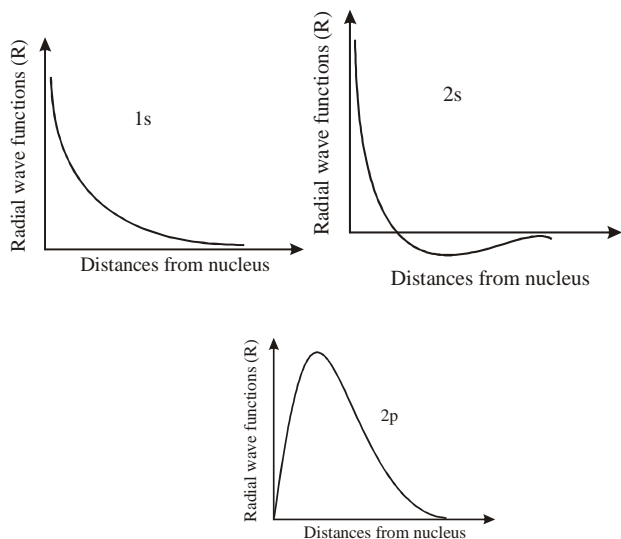 Radial wave functions (R)
1s
Distances from nucleus
Radial wave functions (R)
2s
Distances from nucleus
Radial wave functions (R)
2p
Distances from nucleus